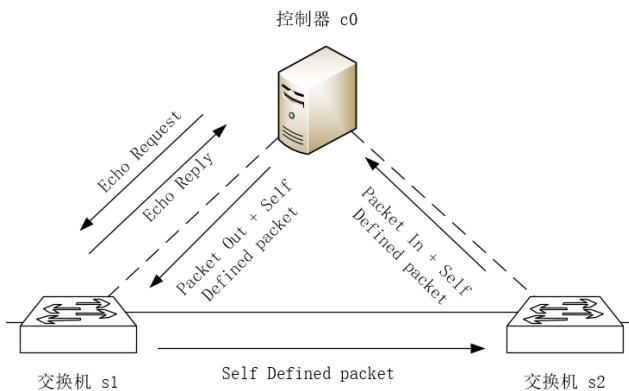 控制器 c0
Echo Request
Echo Reply
Packet Out + Self
Defined packet
Packet In + Self
Defined packet
交换机 s1
Self Defined packet
交换机 s2